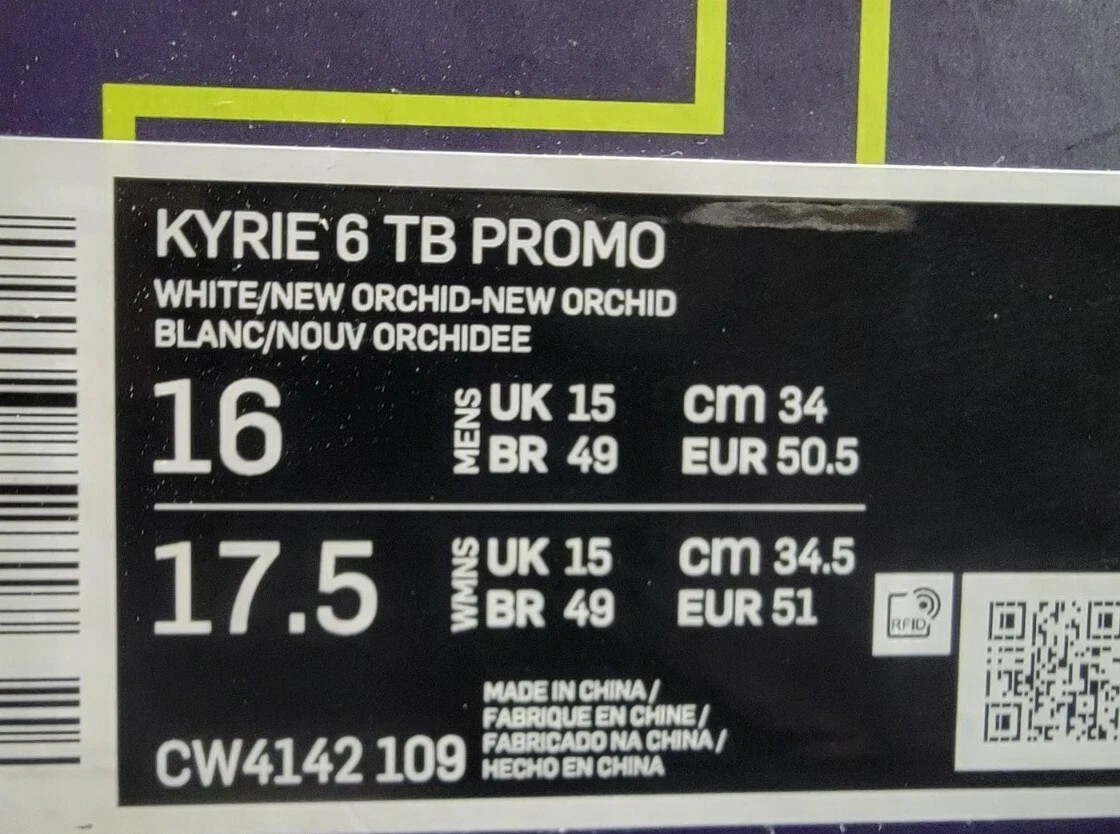 KYRIE 6 TB PROMO
WHITE/NEW ORCHID-NEW ORCHID
BLANC/NOUV ORCHIDEE
16 MENS UK 15 cm 34
BR 49 EUR 50.5
17.5 WMNS UK 15 cm 34.5
BR 49 EUR 51
RFID
MADE IN CHINA /
FABRIQUE EN CHINE /
FABRICADO NA CHINA /
HECHO EN CHINA
CW4142 109